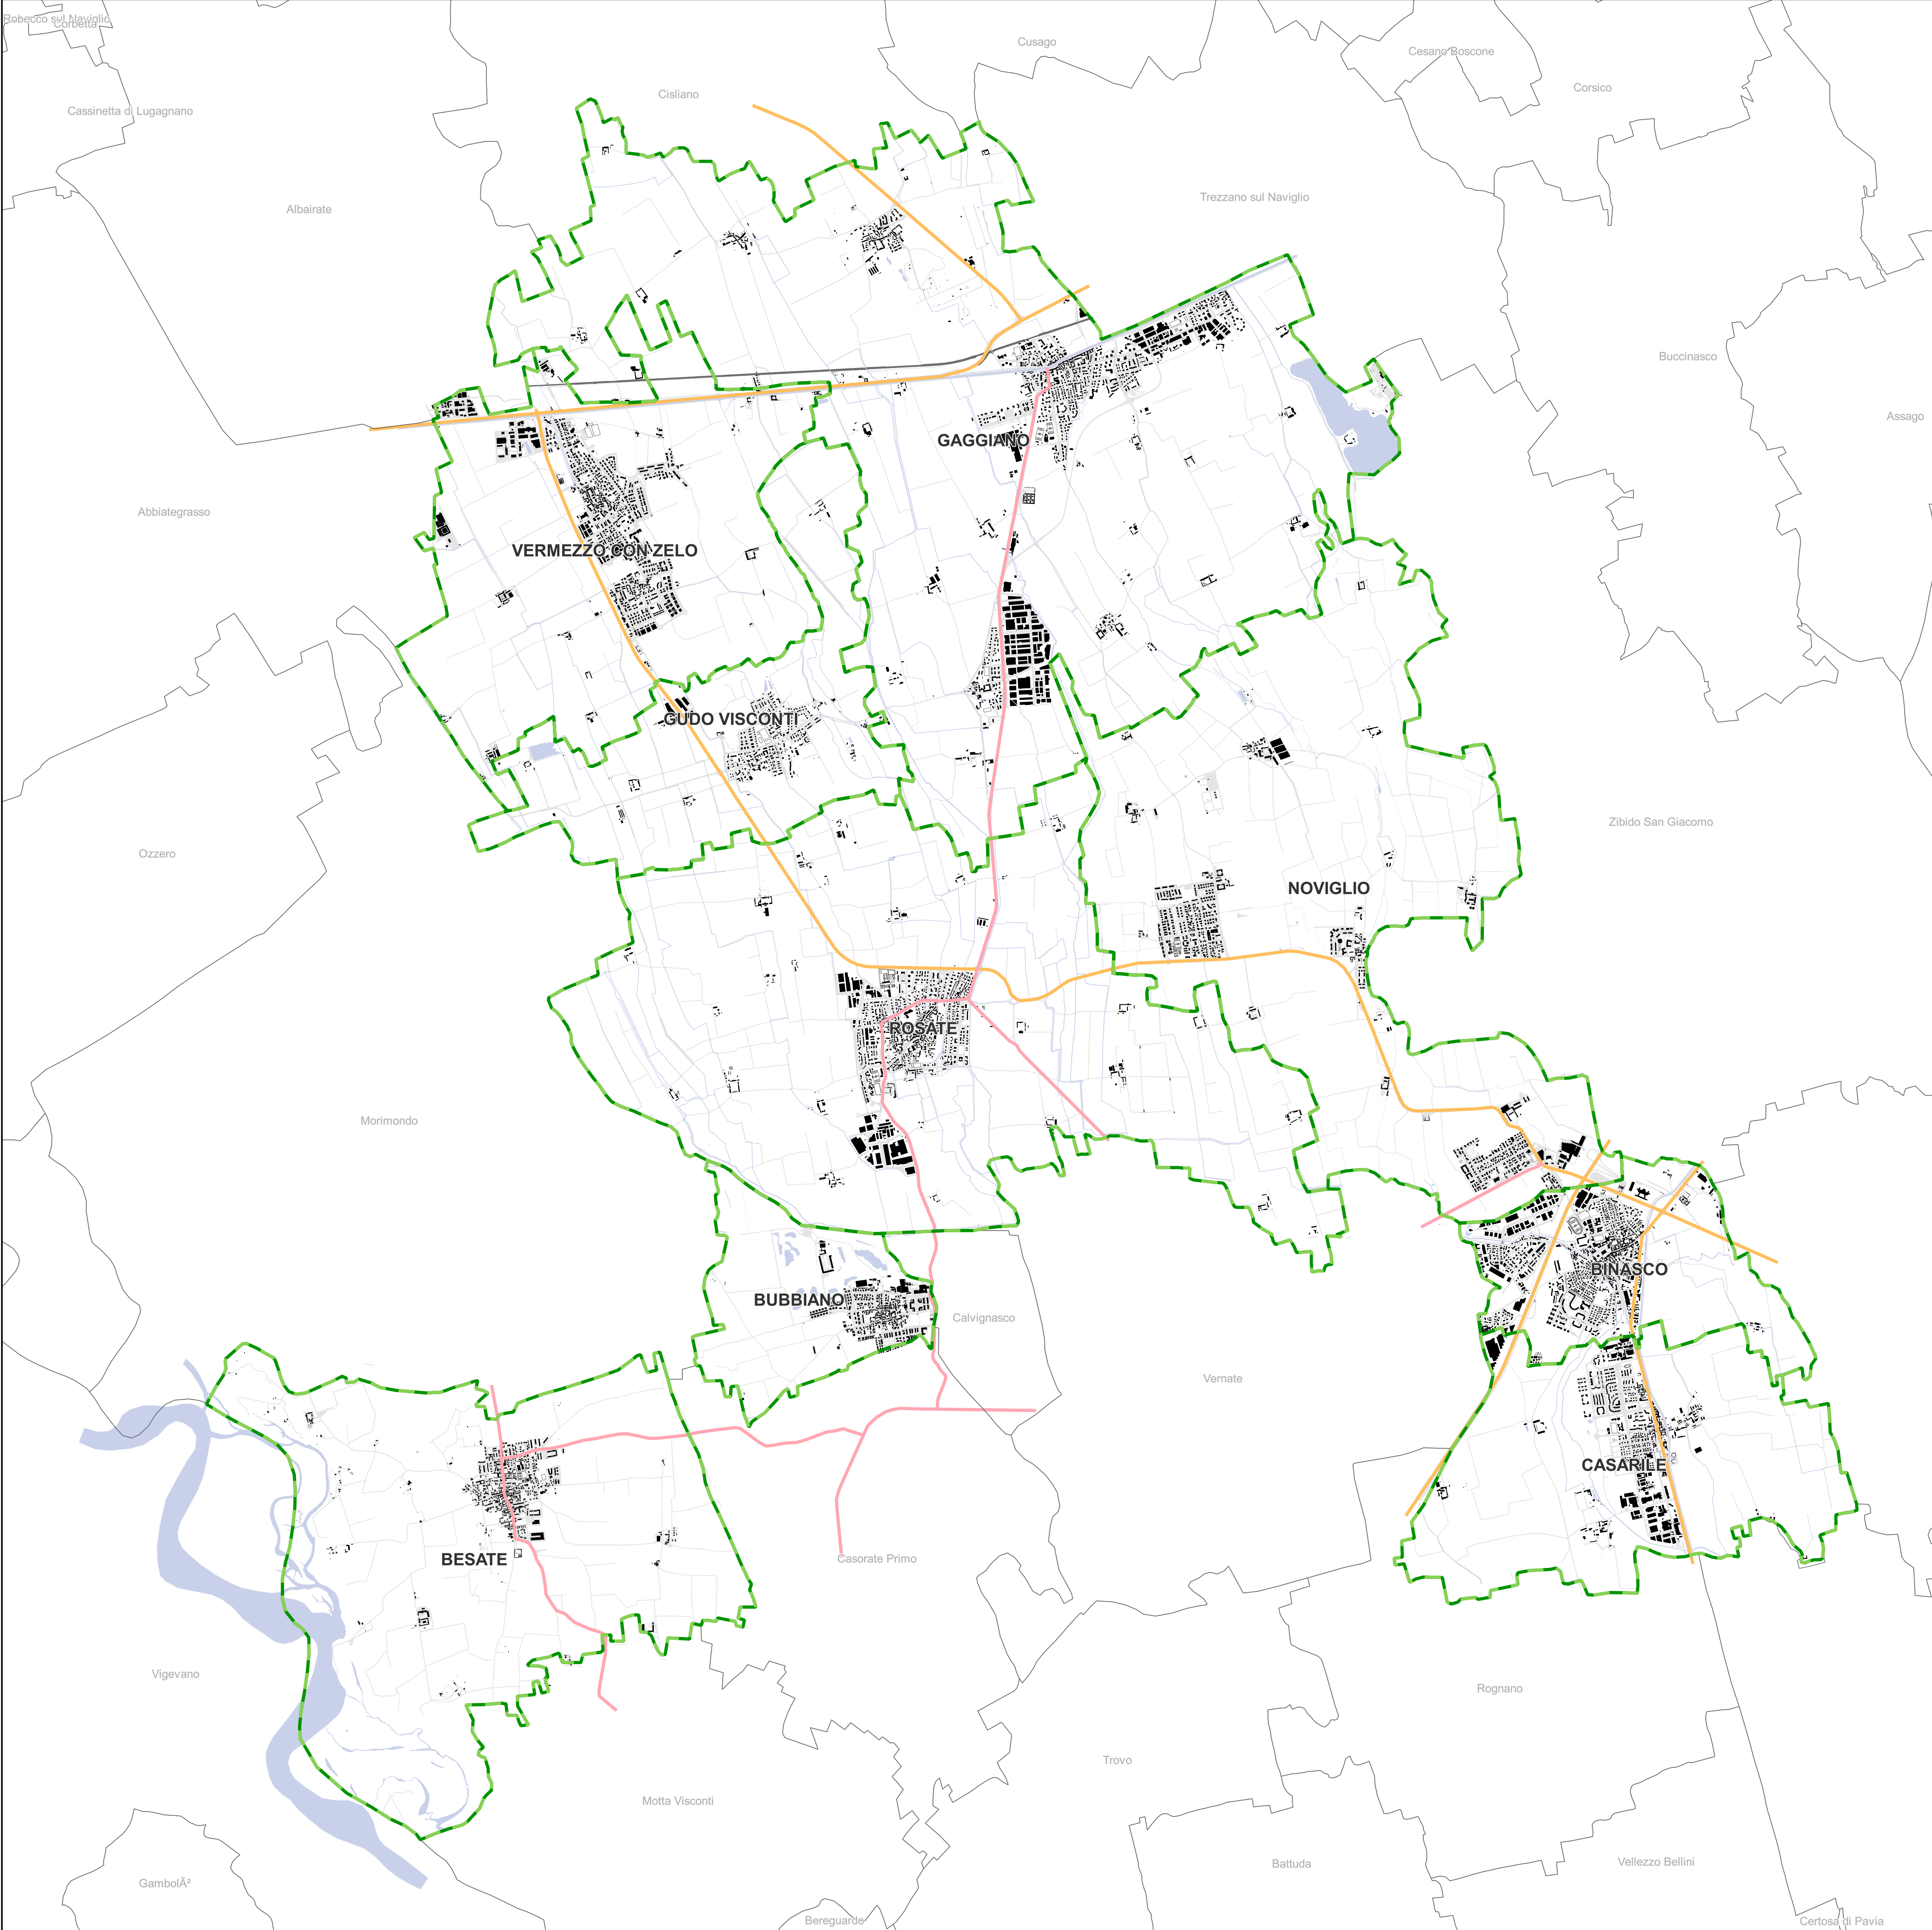 Robecco sul Naviglio
Corbetta
Cusago
Cesano Boscone
Corsico
Cisliano
Cassinetta di Lugagnano
Trezzano sul Naviglio
Albairate
Buccinasco
Assago
GAGGIANO
Abbiategrasso
VERMEZZO CON ZELO
GUDO VISCONTI
Zibido San Giacomo
Ozzero
NOVIGLIO
ROSATE
Morimondo
BINASCO
BUBBIANO
Calvignasco
Vernate
CASARILE
BESATE
Casorate Primo
Vigevano
Rognano
Trovo
Motta Visconti
Battuda
Vellezzo Bellini
GambolÃ²
Bereguardo
Certosa di Pavia